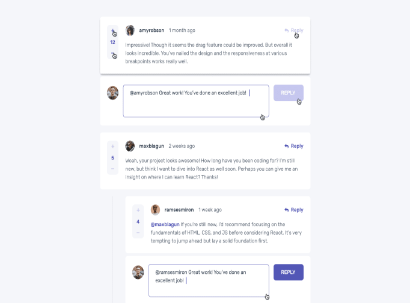 amyrobson 1 month ago Reply
12
Impressive! Though it seems the drag feature could be improved. But overall it
looks incredible. You've nailed the design and the responsiveness at various
breakpoints works really well.
@amyrobson Great work! You've done an excellent job!
REPLY
maxblagun 2 weeks ago Reply
5
Woah, your project looks awesome! How long have you been coding for? I'm still
new, but think I want to dive into React as well soon. Perhaps you can give me an
insight on where I can learn React? Thanks!
ramsesmiron 1 week ago Reply
4
@maxblagun If you're still new, I'd recommend focusing on the
fundamentals of HTML, CSS, and JS before considering React. It's very
tempting to jump ahead but lay a solid foundation first.
@ramsesmiron Great work! You've done an
excellent job!
REPLY